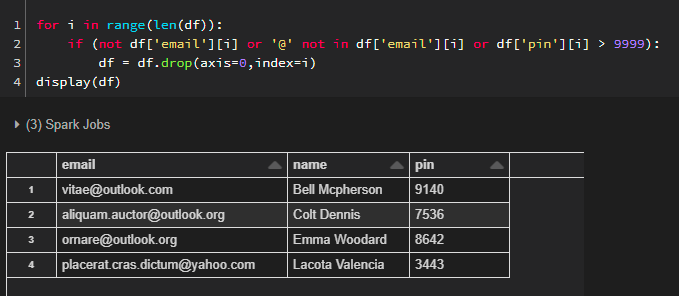 1 for i in range(len(df)):
2 if (not df['email'][i] or '@' not in df['email'][i] or df['pin'][i] > 9999):
3 df = df.drop(axis=0,index=i)
4 display(df)
(3) Spark Jobs
email name pin
1 vitae@outlook.com Bell Mcpherson 9140
2 aliquam.auctor@outlook.org Colt Dennis 7536
3 ornare@outlook.org Emma Woodard 8642
4 placerat.cras.dictum@yahoo.com Lacota Valencia 3443